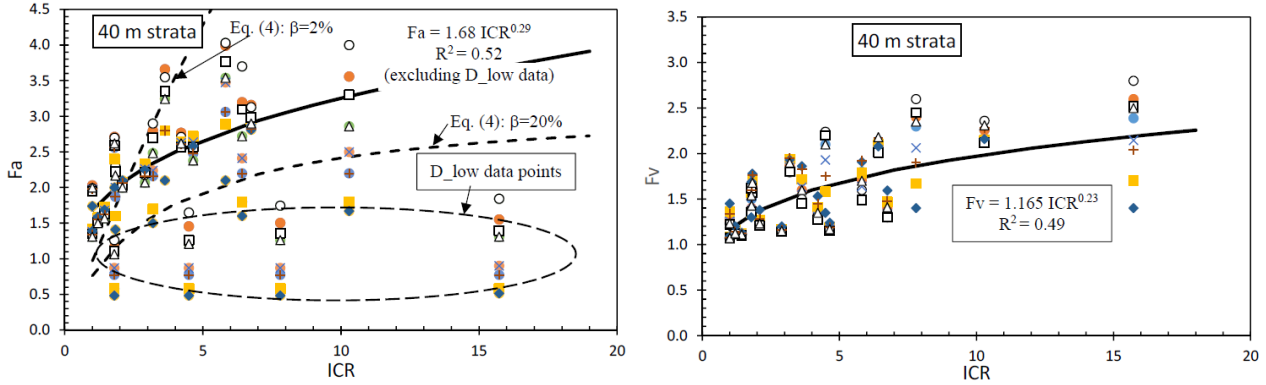 4.5
4.0
3.5
3.0
2.5
2.0
1.5
1.0
0.5
0.0
Fa
0
5
10
15
20
ICR
40 m strata
Eq. (4): β=2%
Fa = 1.68 ICR^0.29
R² = 0.52
(excluding D_low data)
Eq. (4): β=20%
D_low data points
3.5
3.0
2.5
2.0
1.5
1.0
0.5
0.0
Fv
0
5
10
15
20
ICR
40 m strata
Fv = 1.165 ICR^0.23
R² = 0.49